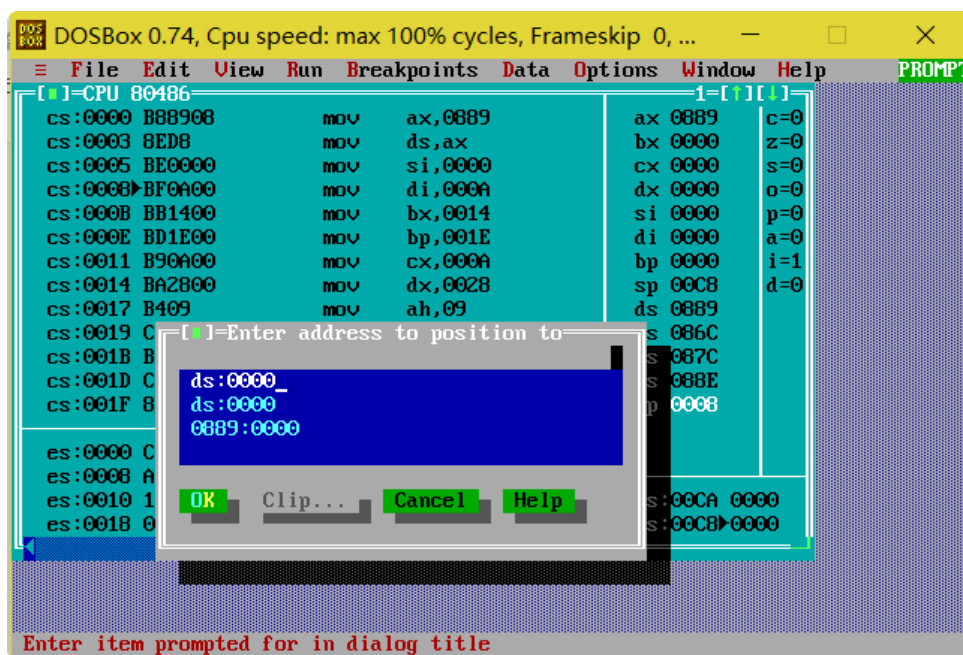 DOS BOX DOSBox 0.74, Cpu speed: max 100% cycles, Frameskip 0, ...
≡ File Edit View Run Breakpoints Data Options Window Help PROMPT
[■]=CPU 80486 1=[↑][↓]
cs:0000 B88908 mov ax,0889 ax 0889 c=0
cs:0003 8ED8 mov ds,ax bx 0000 z=0
cs:0005 BE0000 mov si,0000 cx 0000 s=0
cs:0008►BF0A00 mov di,000A dx 0000 o=0
cs:000B BB1400 mov bx,0014 si 0000 p=0
cs:000E BD1E00 mov bp,001E di 0000 a=0
cs:0011 B90A00 mov cx,000A bp 0000 i=1
cs:0014 BA2800 mov dx,0028 sp 00C8 d=0
cs:0017 B409 mov ah,09 ds 0889
cs:0019 C [■]=Enter address to position to s 086C
cs:001B B s 087C
cs:001D C ds:0000_ s 088E
cs:001F 8 ds:0000 p 0008
0889:0000
es:0000 C
es:0008 A
es:0010 1 OK Clip... Cancel Help s:00CA 0000
es:0018 0 s:00C8►0000
Enter item prompted for in dialog title